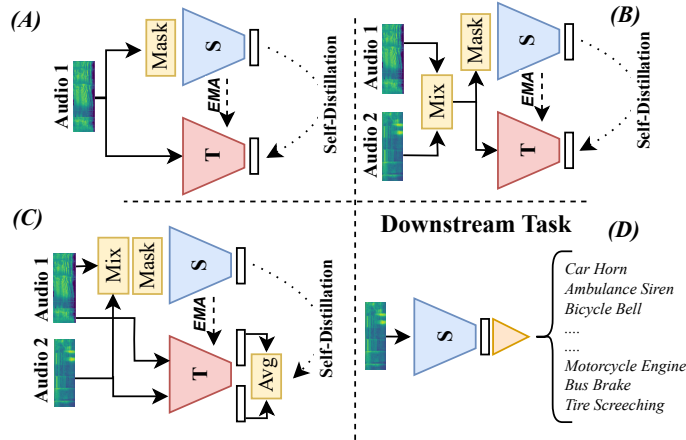 (A)
Audio 1
Mask
S
EMA
T
Self-Distillation
(B)
Audio 1
Audio 2
Mix
Mask
S
EMA
T
Self-Distillation
(C)
Audio 1
Audio 2
Mix
Mask
S
EMA
T
Avg
Self-Distillation
Downstream Task
(D)
S
Car Horn
Ambulance Siren
Bicycle Bell
....
....
Motorcycle Engine
Bus Brake
Tire Screeching